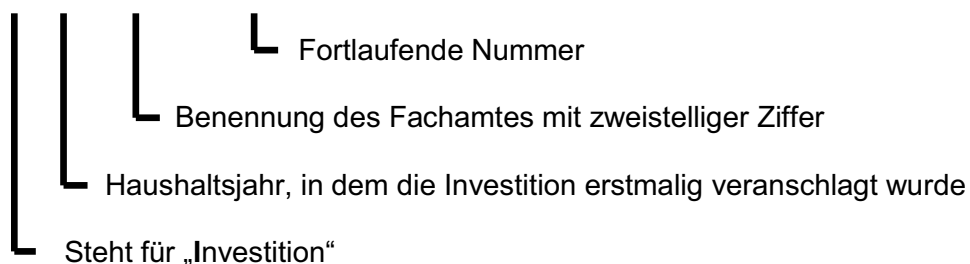 Fortlaufende Nummer
Benennung des Fachamtes mit zweistelliger Ziffer
Haushaltsjahr, in dem die Investition erstmalig veranschlagt wurde
Steht für „Investition“